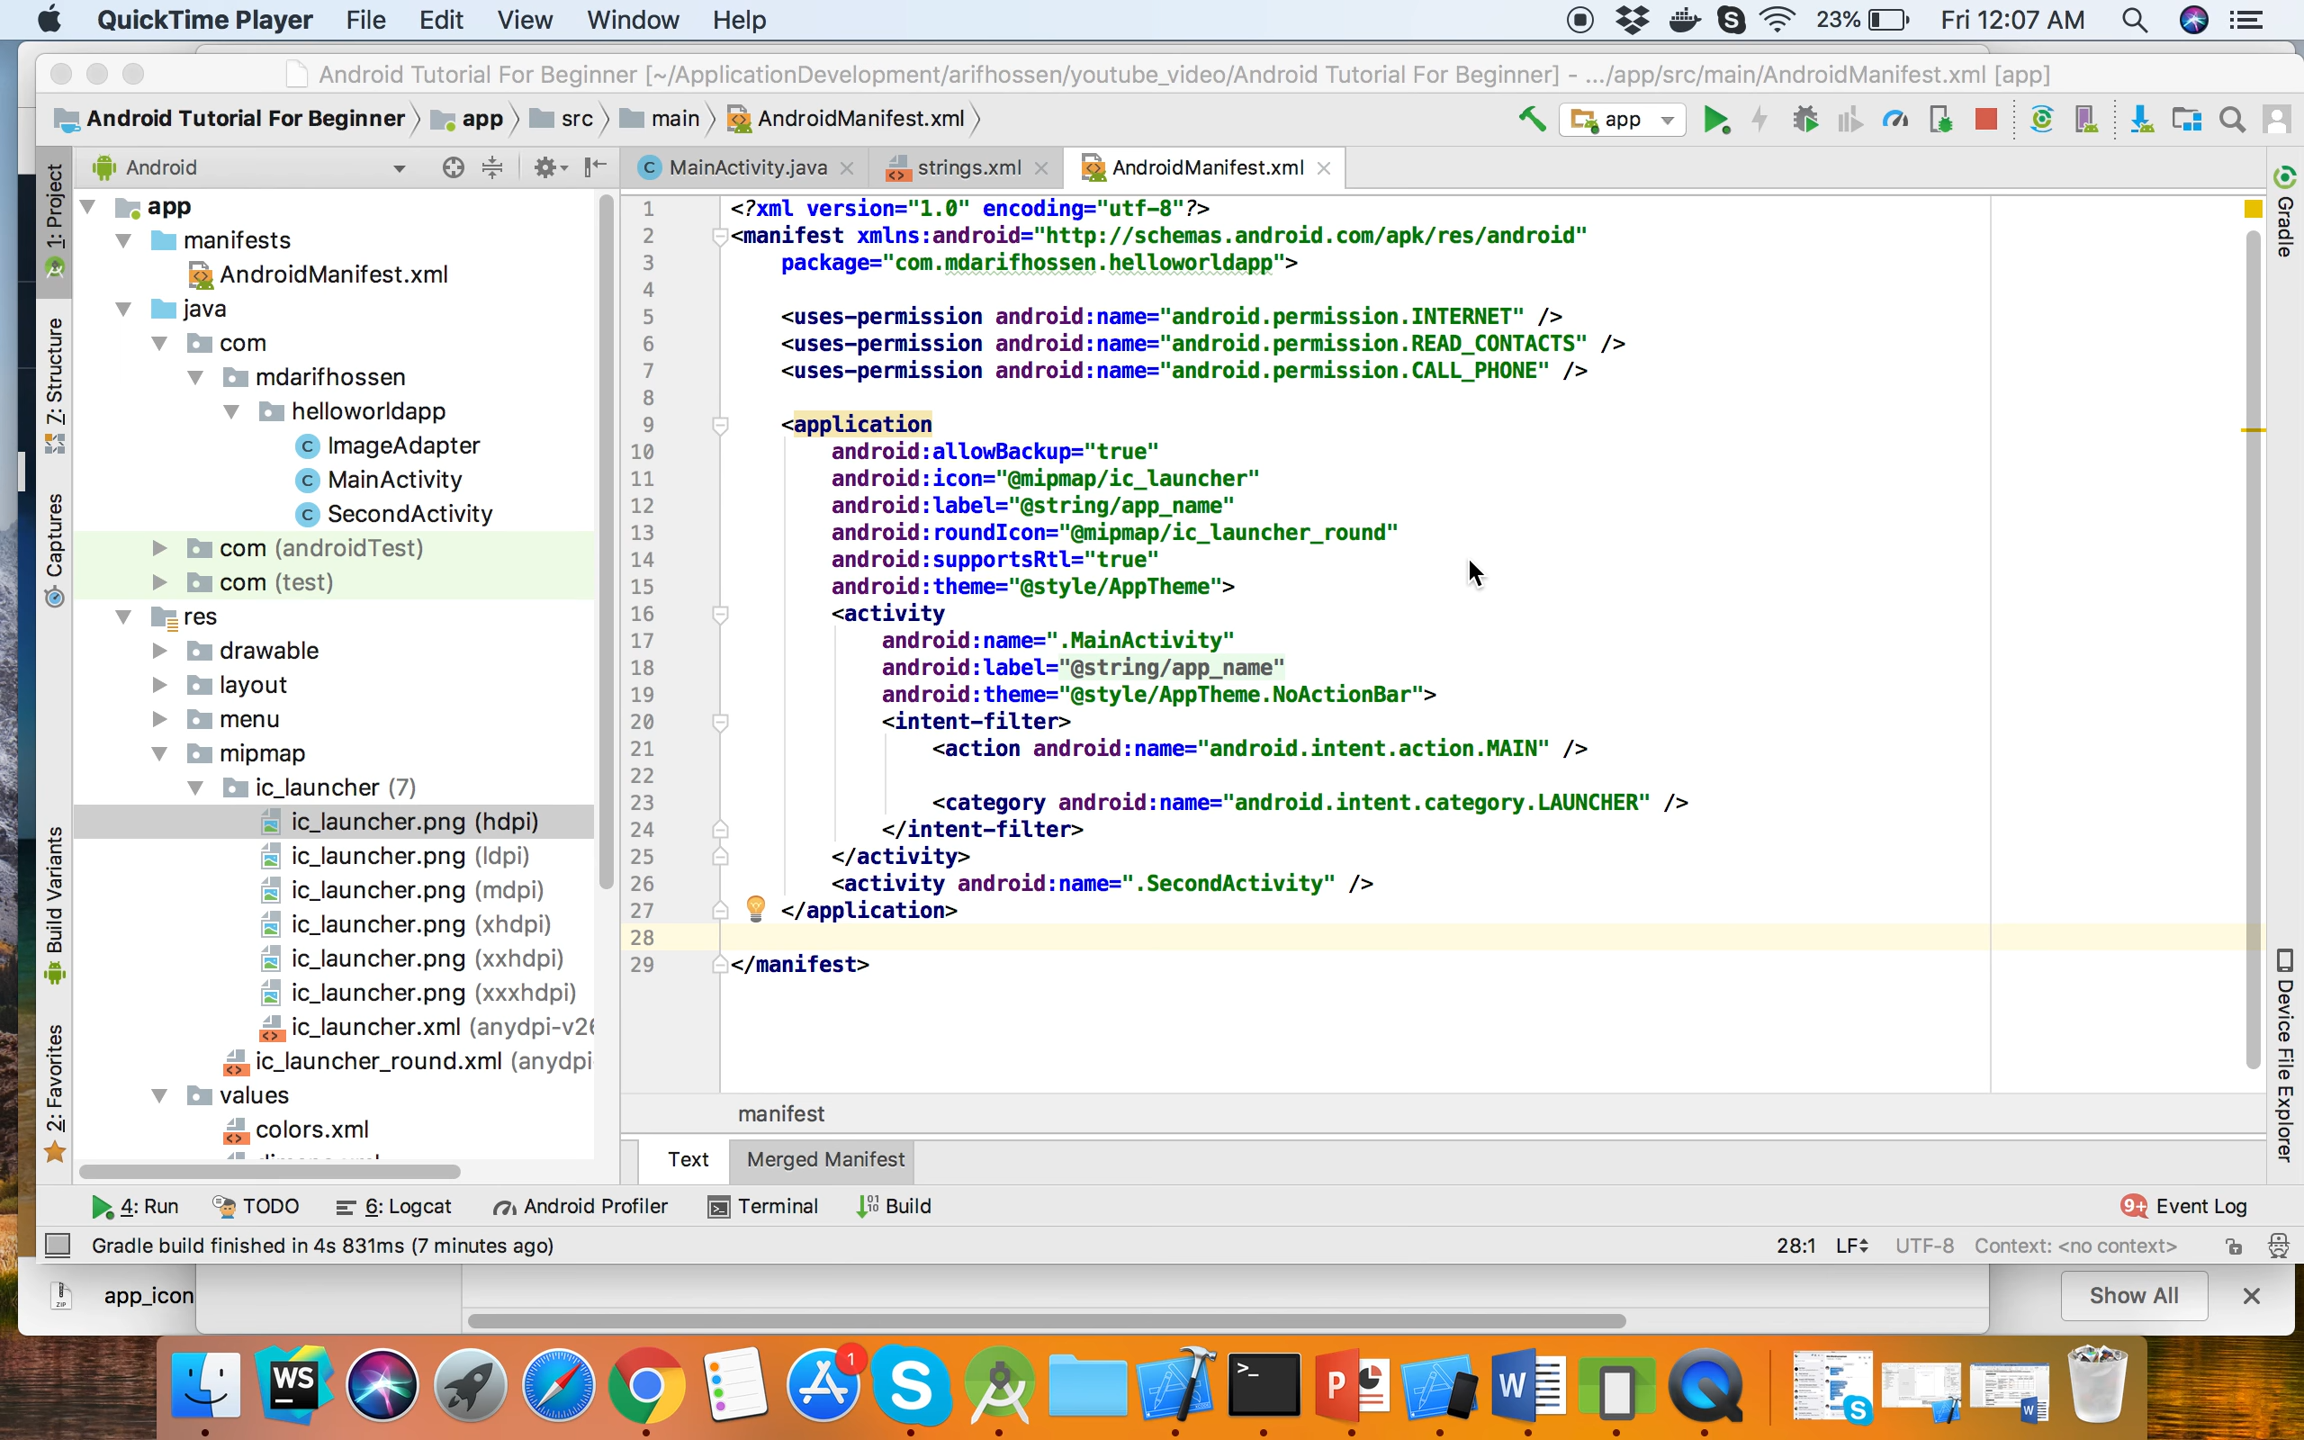 QuickTime Player File Edit View Window Help 23% Fri 12:07 AM
Android Tutorial For Beginner [~/ApplicationDevelopment/arifhossen/youtube_video/Android Tutorial For Beginner] - .../app/src/main/AndroidManifest.xml [app]
Android Tutorial For Beginner app src main AndroidManifest.xml app
Android
MainActivity.java strings.xml AndroidManifest.xml
1: Project
Z: Structure
Captures
Build Variants
2: Favorites
app
manifests
AndroidManifest.xml
java
com
mdarifhossen
helloworldapp
ImageAdapter
MainActivity
SecondActivity
com (androidTest)
com (test)
res
drawable
layout
menu
mipmap
ic_launcher (7)
ic_launcher.png (hdpi)
ic_launcher.png (ldpi)
ic_launcher.png (mdpi)
ic_launcher.png (xhdpi)
ic_launcher.png (xxhdpi)
ic_launcher.png (xxxhdpi)
ic_launcher.xml (anydpi-v26
ic_launcher_round.xml (anydpi-
values
colors.xml
1 <?xml version="1.0" encoding="utf-8"?>
2 <manifest xmlns:android="http://schemas.android.com/apk/res/android"
3 package="com.mdarifhossen.helloworldapp">
4
5 <uses-permission android:name="android.permission.INTERNET" />
6 <uses-permission android:name="android.permission.READ_CONTACTS" />
7 <uses-permission android:name="android.permission.CALL_PHONE" />
8
9 <application
10 android:allowBackup="true"
11 android:icon="@mipmap/ic_launcher"
12 android:label="@string/app_name"
13 android:roundIcon="@mipmap/ic_launcher_round"
14 android:supportsRtl="true"
15 android:theme="@style/AppTheme">
16 <activity
17 android:name=".MainActivity"
18 android:label="@string/app_name"
19 android:theme="@style/AppTheme.NoActionBar">
20 <intent-filter>
21 <action android:name="android.intent.action.MAIN" />
22
23 <category android:name="android.intent.category.LAUNCHER" />
24 </intent-filter>
25 </activity>
26 <activity android:name=".SecondActivity" />
27 </application>
28
29 </manifest>
manifest
Text Merged Manifest
Gradle
Device File Explorer
4: Run TODO 6: Logcat Android Profiler Terminal Build 9+ Event Log
Gradle build finished in 4s 831ms (7 minutes ago) 28:1 LF UTF-8 Context: <no context>
ZIP app_icon Show All
WS 1 S >_ P W S W